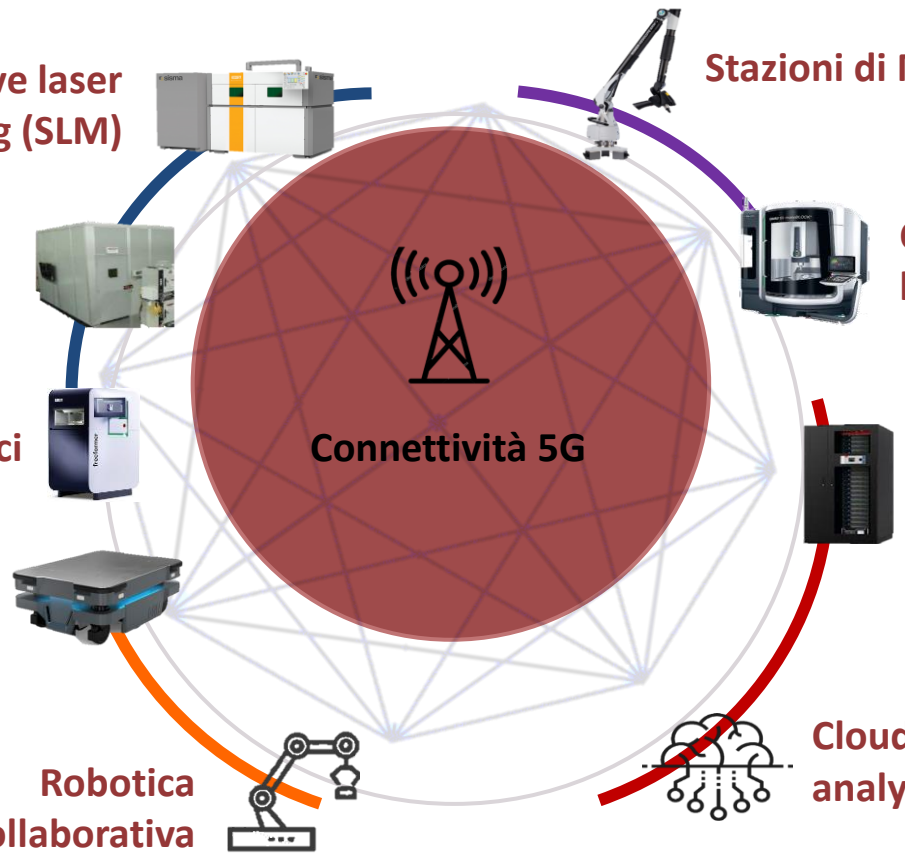 ve laser
g (SLM)
Stazioni di
ci
Connettività 5G
Robotica
ollaborativa
Cloud
analy